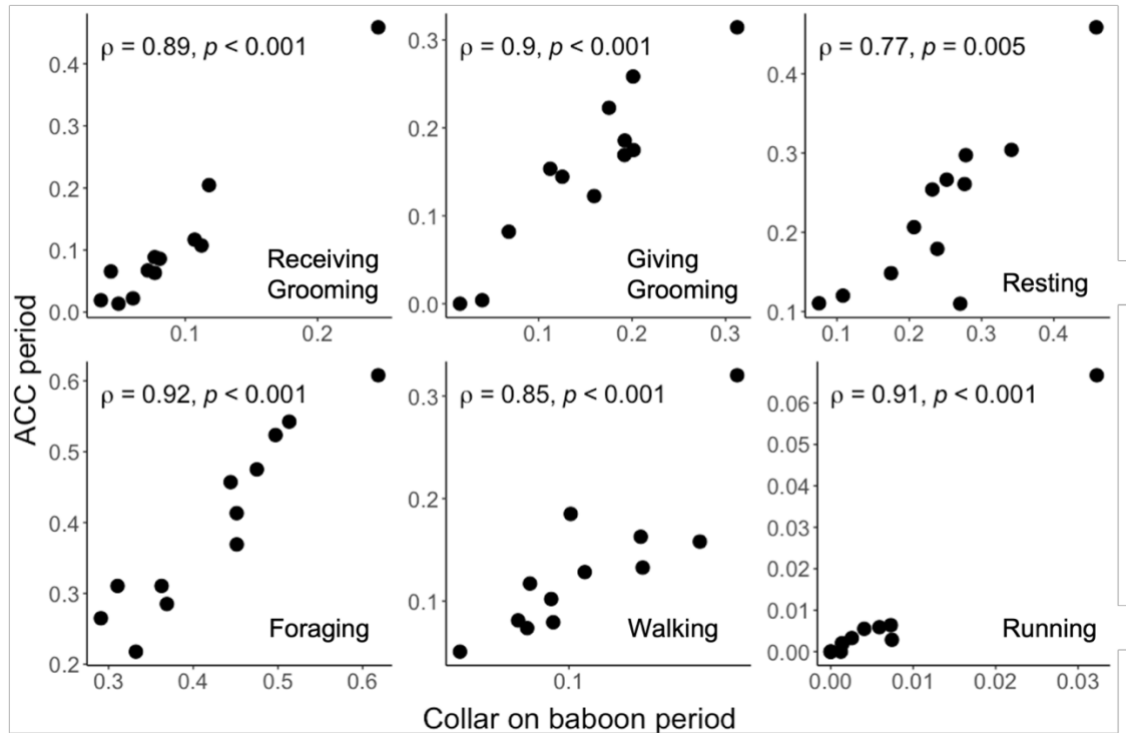 ρ = 0.89, p < 0.001
ρ = 0.9, p < 0.001
ρ = 0.77, p = 0.005
0.4
0.3
0.2
0.1
0.0
Receiving
Grooming
0.1
0.2
0.3
0.2
0.1
0.0
Giving
Grooming
0.1
0.2
0.3
0.4
0.3
0.2
0.1
Resting
0.1
0.2
0.3
0.4
ACC period
ρ = 0.92, p < 0.001
ρ = 0.85, p < 0.001
ρ = 0.91, p < 0.001
0.6
0.5
0.4
0.3
0.2
Foraging
0.3
0.4
0.5
0.6
0.3
0.2
0.1
Walking
0.1
0.06
0.05
0.04
0.03
0.02
0.01
0.00
Running
0.00
0.01
0.02
0.03
Collar on baboon period